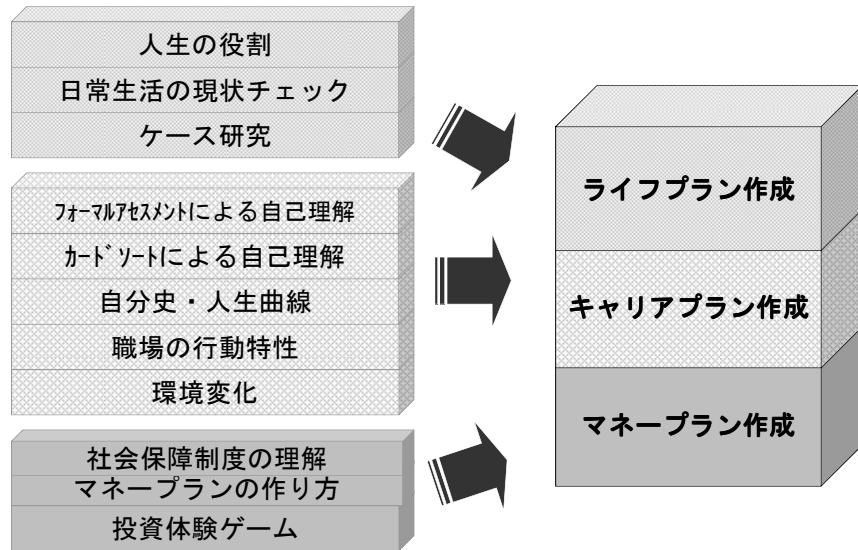 人生の役割
日常生活の現状チェック
ケース研究
ﾌｫｰﾏﾙｱｾｽﾒﾝﾄによる自己理解
ｶｰﾄﾞｿｰﾄによる自己理解
自分史・人生曲線
職場の行動特性
環境変化
社会保障制度の理解
マネープランの作り方
投資体験ゲーム
ライフプラン作成
キャリアプラン作成
マネープラン作成